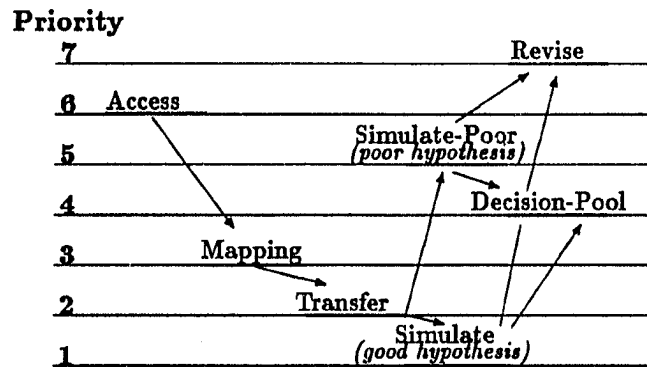 Priority
7 Revise
6 Access
Simulate-Poor
5 (poor hypothesis)
4 Decision-Pool
3 Mapping
2 Transfer
Simulate
1 (good hypothesis)